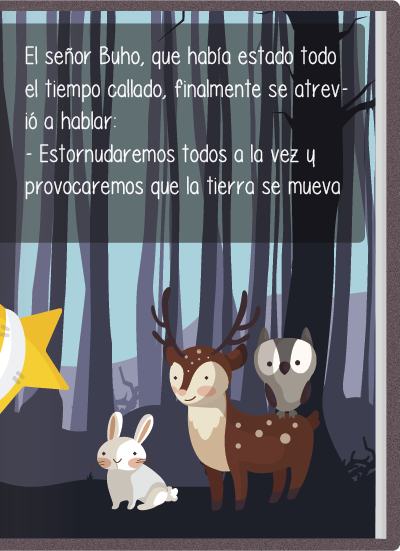 El señor Buho, que había estado todo
el tiempo callado, finalmente se atrev-
ió a hablar:
- Estornudaremos todos a la vez y
provocaremos que la tierra se mueva